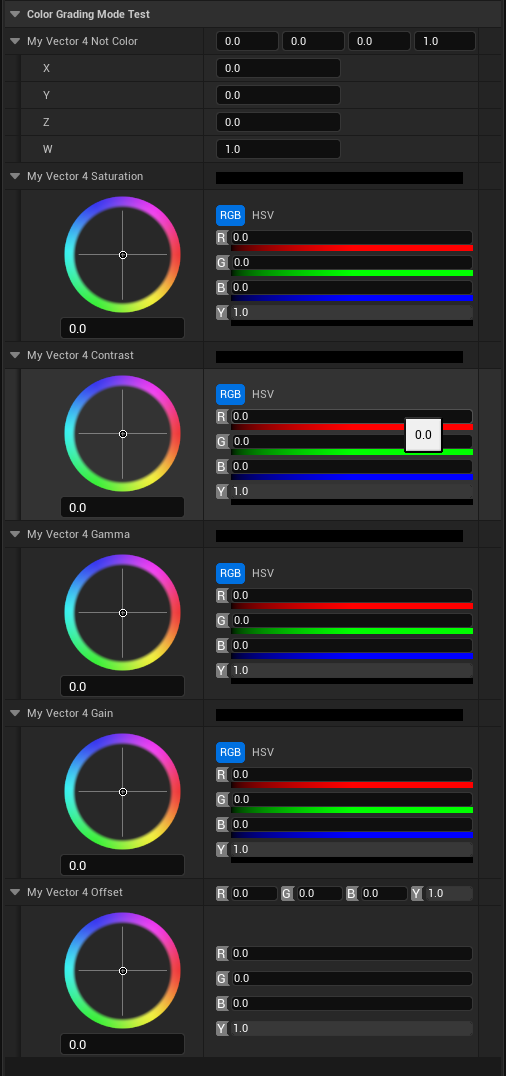 Color Grading Mode Test
My Vector 4 Not Color 0.0 0.0 0.0 1.0
X 0.0
Y 0.0
Z 0.0
W 1.0
My Vector 4 Saturation
RGB HSV
R 0.0
G 0.0
B 0.0
Y 1.0
0.0
My Vector 4 Contrast
RGB HSV
R 0.0
0.0
G 0.0
B 0.0
Y 1.0
0.0
My Vector 4 Gamma
RGB HSV
R 0.0
G 0.0
B 0.0
Y 1.0
0.0
My Vector 4 Gain
RGB HSV
R 0.0
G 0.0
B 0.0
Y 1.0
0.0
My Vector 4 Offset R 0.0 G 0.0 B 0.0 Y 1.0
R 0.0
G 0.0
B 0.0
Y 1.0
0.0